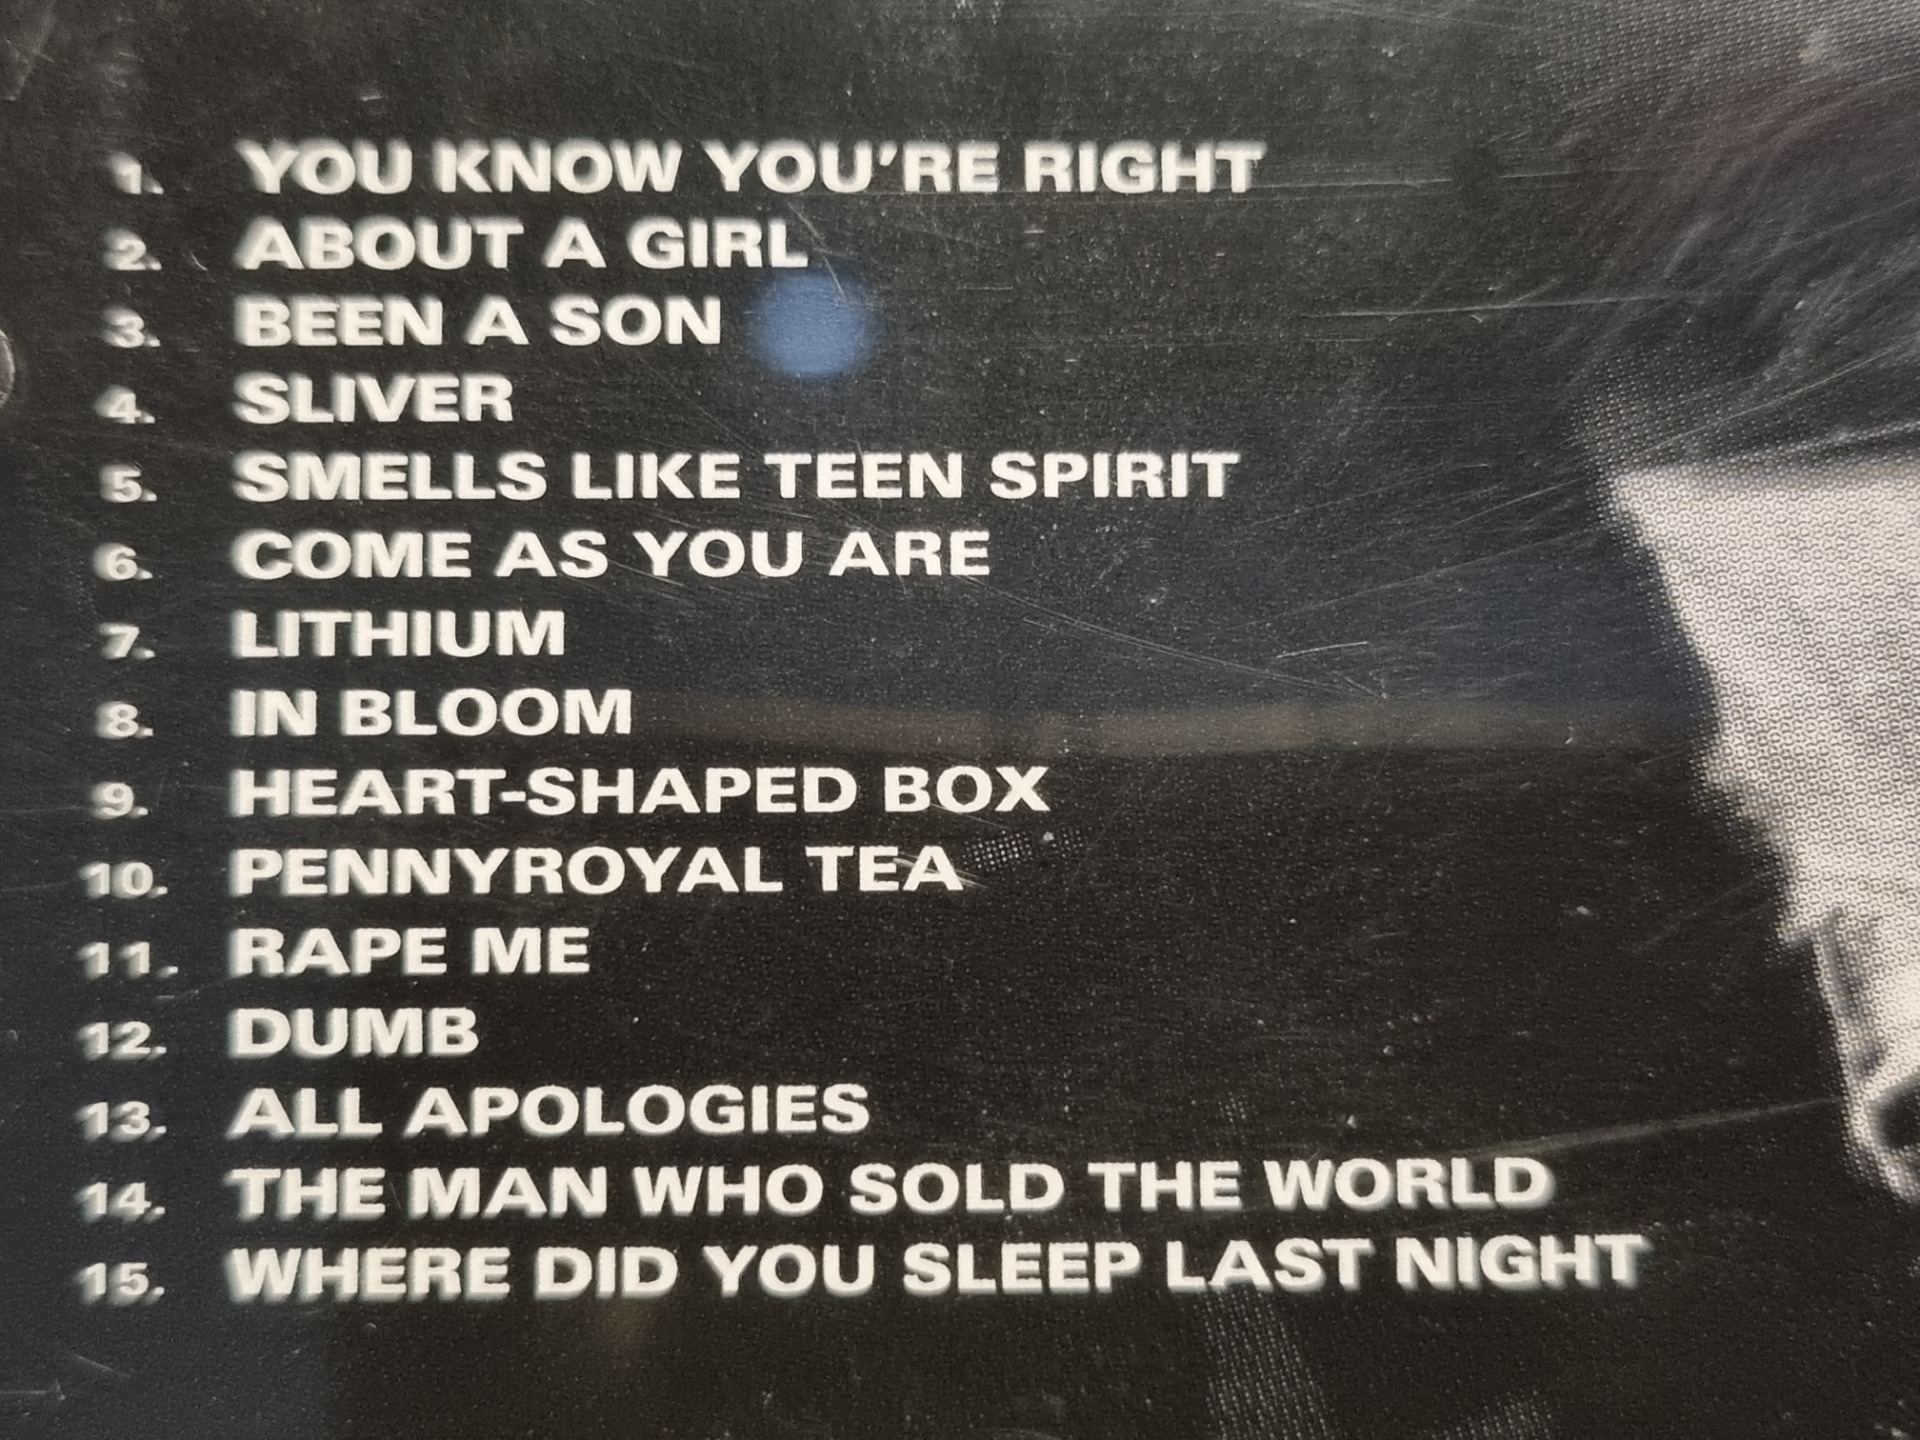 1. YOU KNOW YOU'RE RIGHT
2. ABOUT A GIRL
3. BEEN A SON
4. SLIVER
5. SMELLS LIKE TEEN SPIRIT
6. COME AS YOU ARE
7. LITHIUM
8. IN BLOOM
9. HEART-SHAPED BOX
10. PENNYROYAL TEA
11. RAPE ME
12. DUMB
13. ALL APOLOGIES
14. THE MAN WHO SOLD THE WORLD
15. WHERE DID YOU SLEEP LAST NIGHT